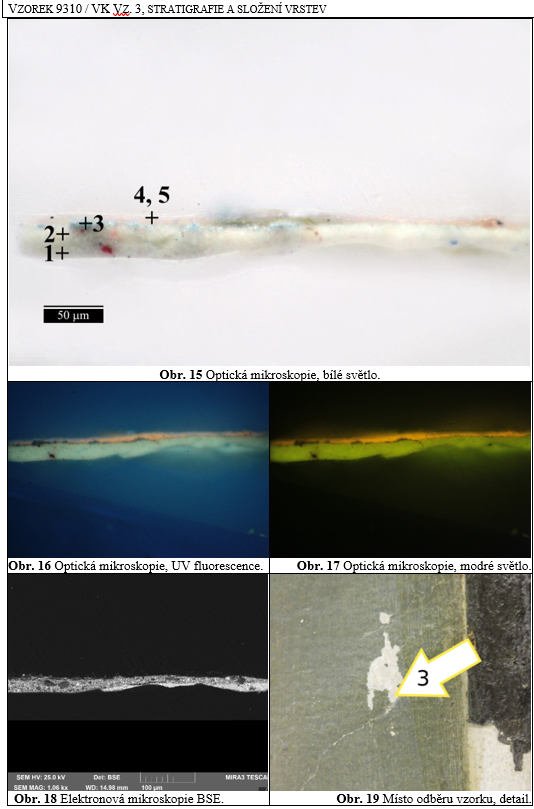 VZOREK 9310 / VK VZ. 3, STRATIGRAFIE A SLOŽENÍ VRSTEV
4, 5
+
+3
2+
1+
50 µm
Obr. 15 Optická mikroskopie, bílé světlo.
Obr. 16 Optická mikroskopie, UV fluorescence.
Obr. 17 Optická mikroskopie, modré světlo.
SEM HV: 25.0 kV Det: BSE MIRA3 TESCA
SEM MAG: 1.06 kx WD: 14.98 mm 100 µm
3
Obr. 18 Elektronová mikroskopie BSE.
Obr. 19 Místo odběru vzorku, detail.